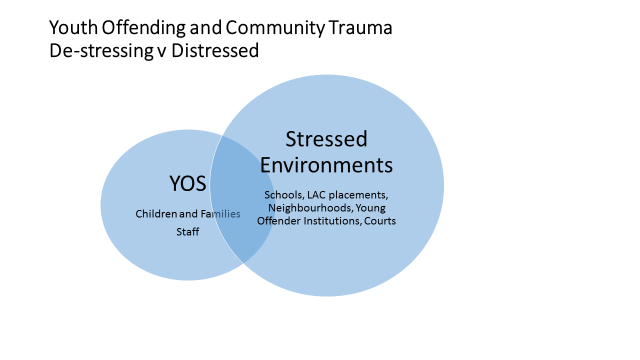 Youth Offending and Community Trauma
De-stressing v Distressed
YOS
Children and Families
Staff
Stressed
Environments
Schools, LAC placements,
Neighbourhoods, Young
Offender Institutions, Courts